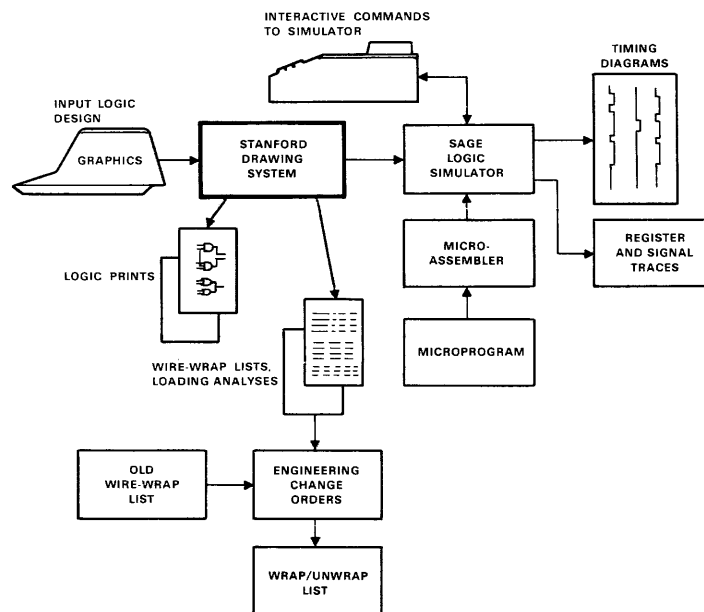 INTERACTIVE COMMANDS
TO SIMULATOR
TIMING
DIAGRAMS
INPUT LOGIC
DESIGN
GRAPHICS
STANFORD
DRAWING
SYSTEM
SAGE
LOGIC
SIMULATOR
LOGIC PRINTS
MICRO-
ASSEMBLER
REGISTER
AND SIGNAL
TRACES
MICROPROGRAM
WIRE-WRAP LISTS,
LOADING ANALYSES
OLD
WIRE-WRAP
LIST
ENGINEERING
CHANGE
ORDERS
WRAP/UNWRAP
LIST